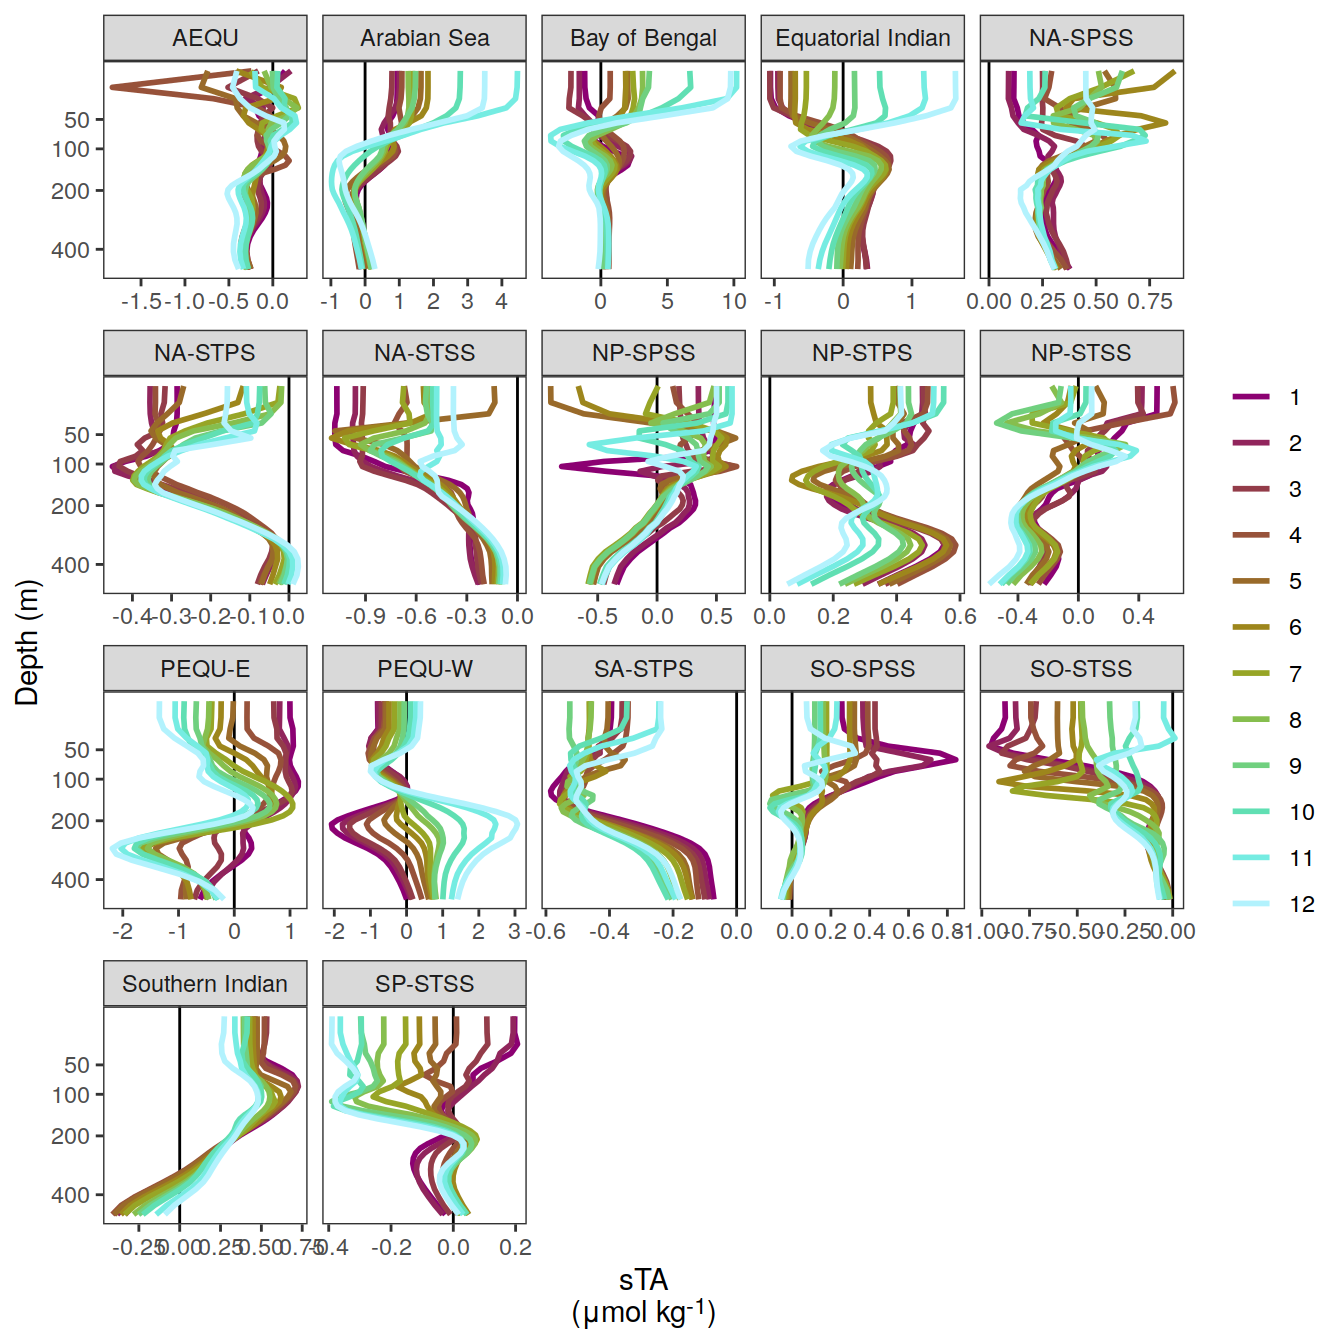 AEQU Arabian Sea Bay of Bengal Equatorial Indian NA-SPSS
50
100
200
400
-1.5 -1.0 -0.5 0.0 -1 0 1 2 3 4 0 5 10 -1 0 1 0.00 0.25 0.50 0.75
NA-STPS NA-STSS NP-SPSS NP-STPS NP-STSS
50
100
200
400
-0.4 -0.3 -0.2 -0.1 0.0 -0.9 -0.6 -0.3 0.0 -0.5 0.0 0.5 0.0 0.2 0.4 0.6 -0.4 0.0 0.4
PEQU-E PEQU-W SA-STPS SO-SPSS SO-STSS
50
100
200
400
-2 -1 0 1 -2 -1 0 1 2 3 -0.6 -0.4 -0.2 0.0 0.0 0.2 0.4 0.6 0.8 -1.00 -0.75 -0.50 -0.25 0.00
Southern Indian SP-STSS
50
100
200
400
-0.25 0.00 0.25 0.50 0.75 -0.4 -0.2 0.0 0.2
Depth (m)
sTA
(µmol kg⁻¹)
1
2
3
4
5
6
7
8
9
10
11
12